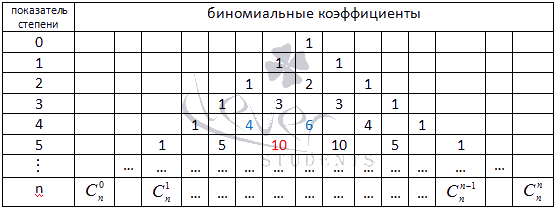 показатель степени биномиальные коэффициенты
0 1
1 1 1
2 1 2 1
3 1 3 3 1
4 1 4 6 4 1
5 1 5 10 10 5 1
⋮ ... ... ... ... ... ... ... ... ... ... ... ... ...
n C_n^0 ... C_n^1 ... ... ... ... ... ... ... ... ... C_n^{n-1} ... C_n^n
clever
STUDENTS